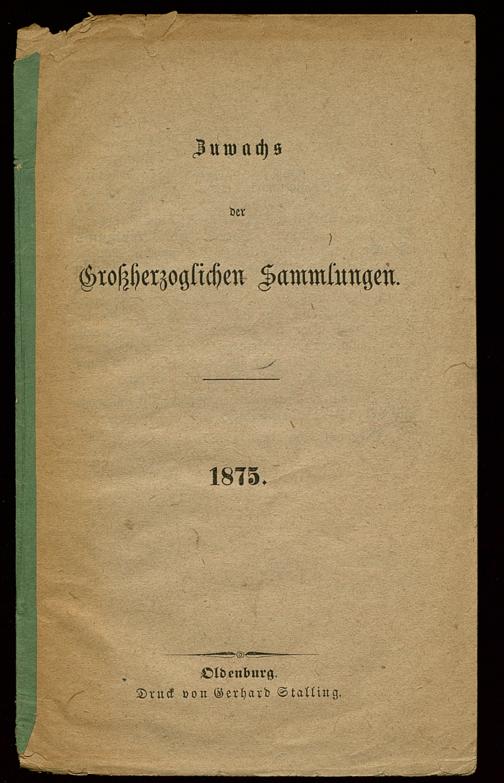 Zuwachs
der
Großherzoglichen Sammlungen.
1875.
Oldenburg.
Druck von Gerhard Stalling.